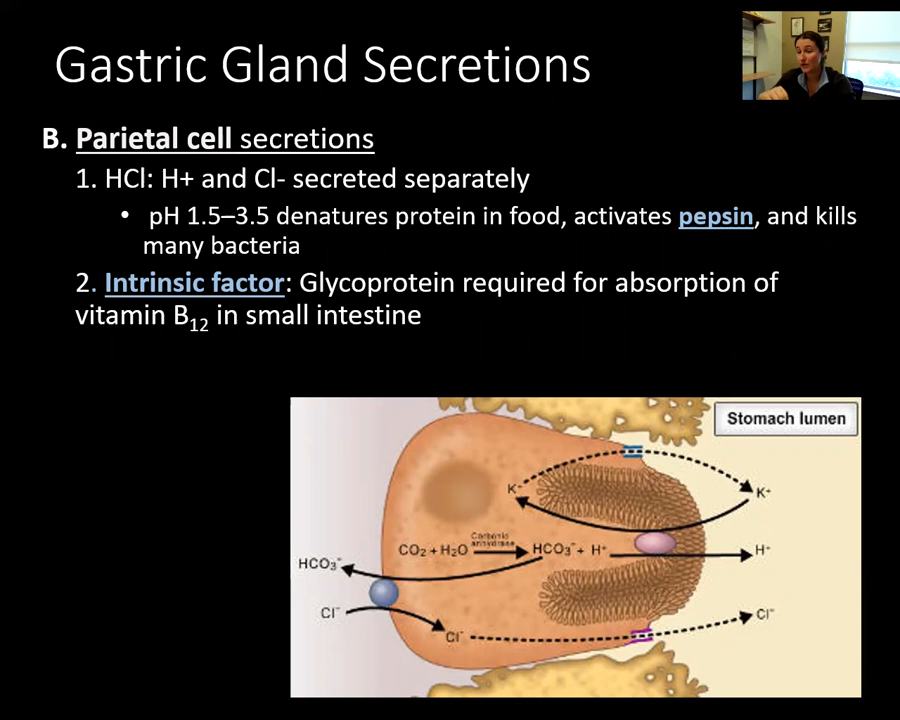 Gastric Gland Secretions
B. Parietal cell secretions
1. HCl: H+ and Cl- secreted separately
• pH 1.5–3.5 denatures protein in food, activates pepsin, and kills
many bacteria
2. Intrinsic factor: Glycoprotein required for absorption of
vitamin B₁₂ in small intestine
Stomach lumen
K⁺
K⁺
Carbonic
anhydrase
CO₂ + H₂O HCO₃⁻ + H⁺ H⁺
HCO₃⁻
Cl⁻
Cl⁻
Cl⁻